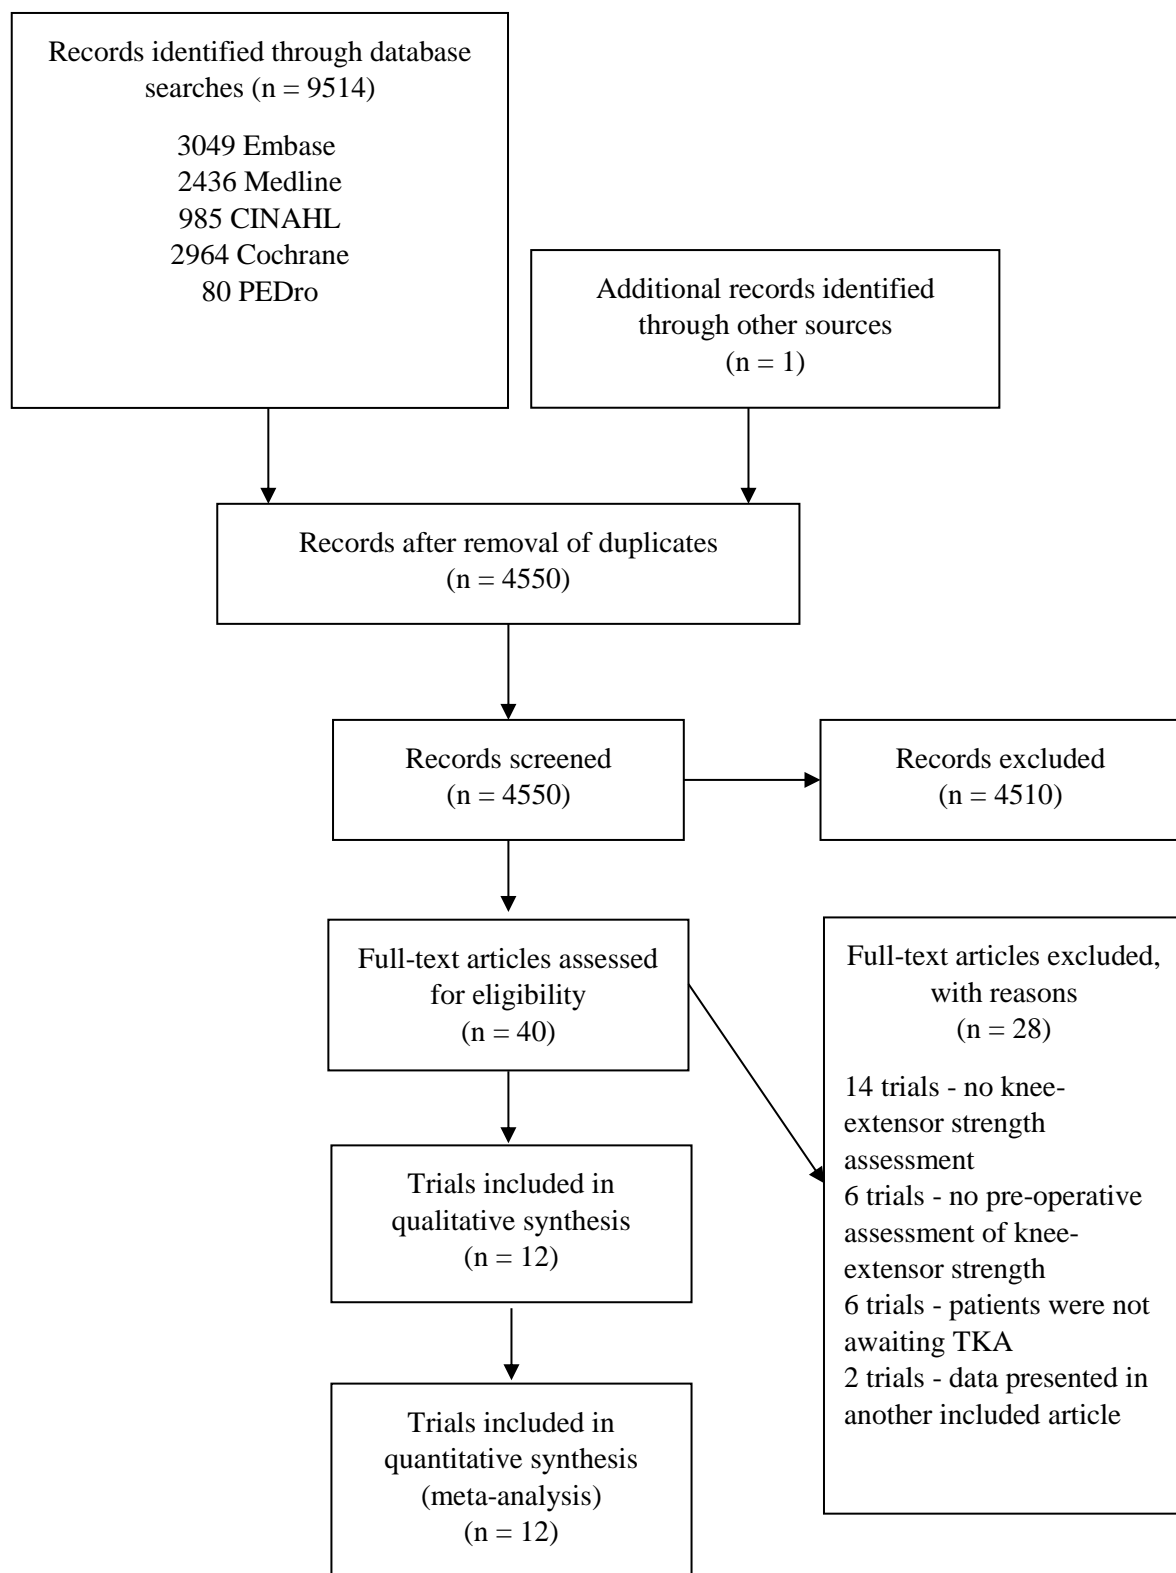 Records identified through database
searches (n = 9514)
3049 Embase
2436 Medline
985 CINAHL
2964 Cochrane
80 PEDro
Additional records identified
through other sources
(n = 1)
Records after removal of duplicates
(n = 4550)
Records screened
(n = 4550)
Records excluded
(n = 4510)
Full-text articles assessed
for eligibility
(n = 40)
Full-text articles excluded,
with reasons
(n = 28)
14 trials - no knee-
extensor strength
assessment
6 trials - no pre-operative
assessment of knee-
extensor strength
6 trials - patients were not
awaiting TKA
2 trials - data presented in
another included article
Trials included in
qualitative synthesis
(n = 12)
Trials included in
quantitative synthesis
(meta-analysis)
(n = 12)